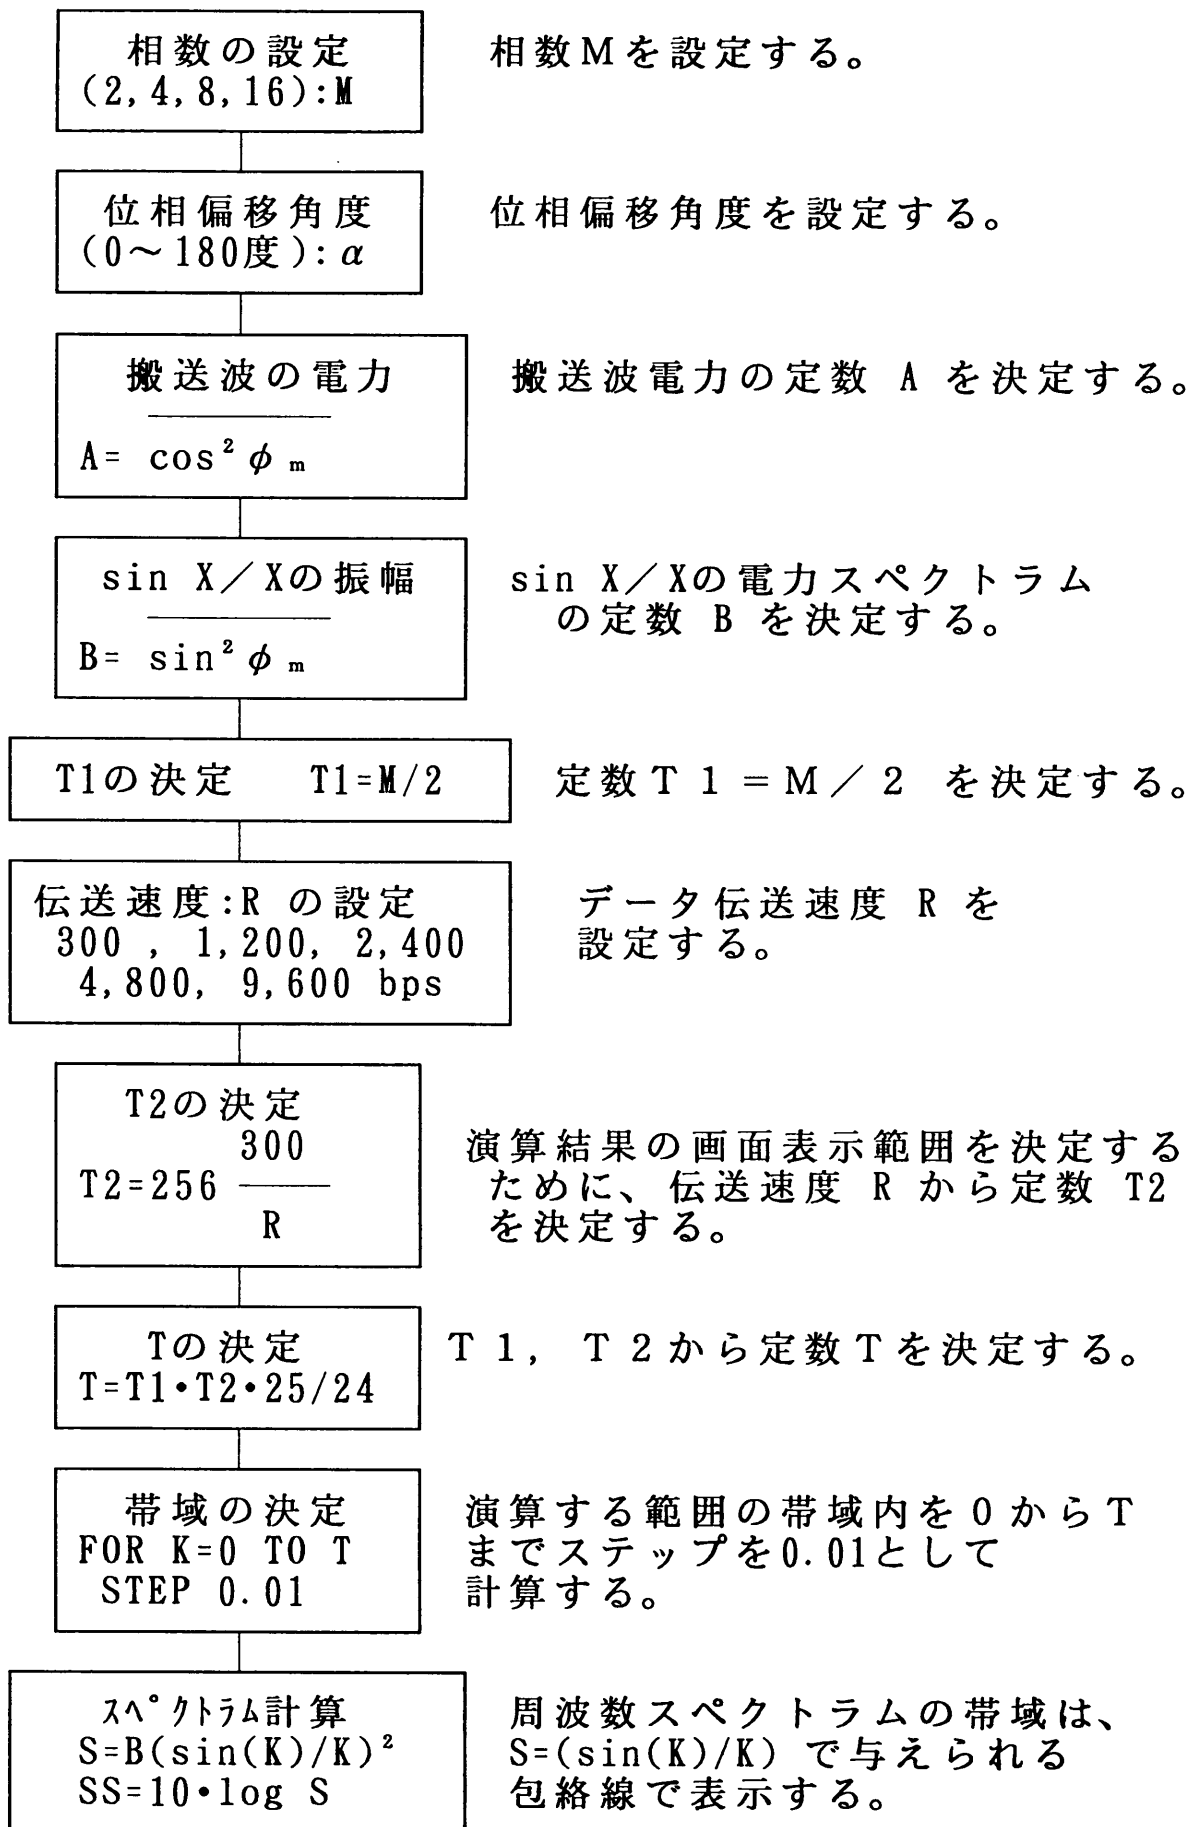 相数の設定
(2,4,8,16):M
相数Mを設定する。
位相偏移角度
(0～180度):α
位相偏移角度を設定する。
搬送波の電力
A= cos² φ m
搬送波電力の定数 A を決定する。
sin X／Xの振幅
B= sin² φ m
sin X／Xの電力スペクトラム
の定数 B を決定する。
T1の決定 T1=M/2
定数T１＝M／２ を決定する。
伝送速度:R の設定
300 , 1,200, 2,400
4,800, 9,600 bps
データ伝送速度 R を
設定する。
T2の決定
300
T2=256
R
演算結果の画面表示範囲を決定する
ために、伝送速度 R から定数 T2
を決定する。
Tの決定
T=T1•T2•25/24
T１, T２から定数Tを決定する。
帯域の決定
FOR K=0 TO T
STEP 0.01
演算する範囲の帯域内を０からT
までステップを0.01として
計算する。
ｽﾍﾟｸﾄﾗﾑ計算
S=B(sin(K)/K)²
SS=10•log S
周波数スペクトラムの帯域は、
S=(sin(K)/K) で与えられる
包絡線で表示する。